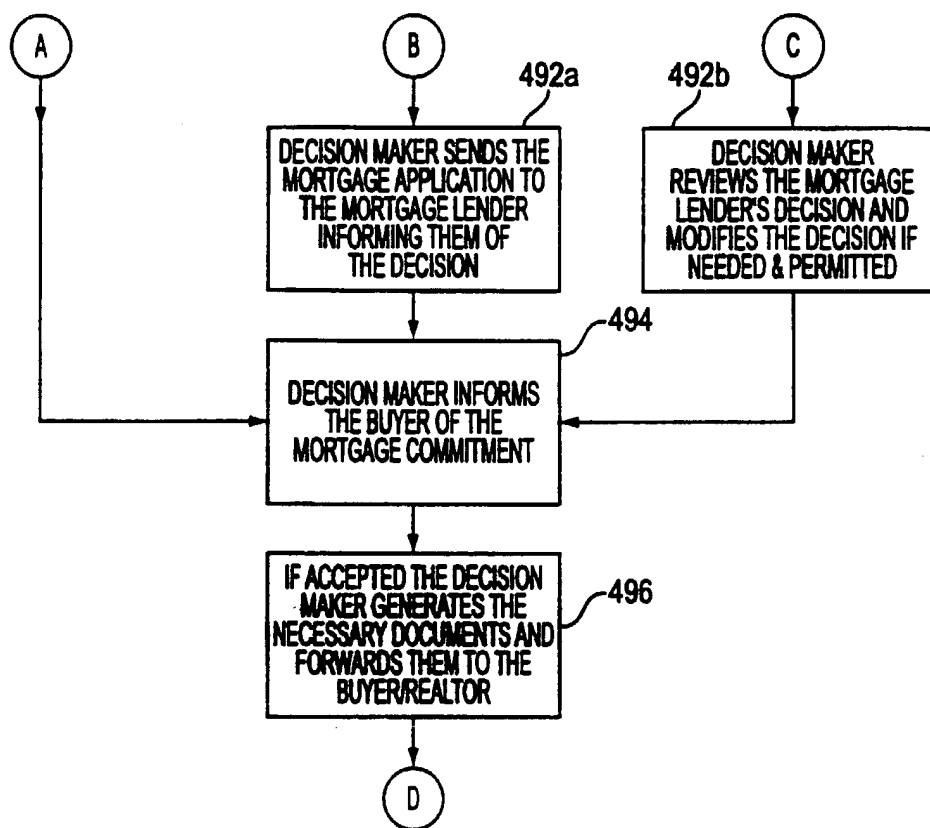 A
B
C
492a
492b
DECISION MAKER SENDS THE
MORTGAGE APPLICATION TO
THE MORTGAGE LENDER
INFORMING THEM OF
THE DECISION
DECISION MAKER
REVIEWS THE MORTGAGE
LENDER'S DECISION AND
MODIFIES THE DECISION IF
NEEDED & PERMITTED
494
DECISION MAKER INFORMS
THE BUYER OF THE
MORTGAGE COMMITMENT
496
IF ACCEPTED THE DECISION
MAKER GENERATES THE
NECESSARY DOCUMENTS AND
FORWARDS THEM TO THE
BUYER/REALTOR
D